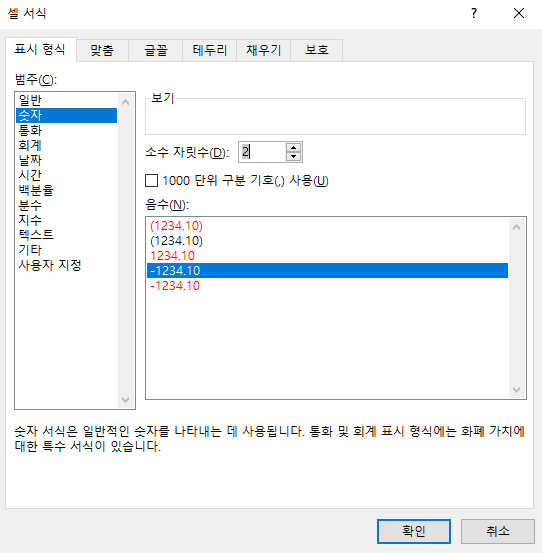 셀 서식
?
표시 형식 맞춤 글꼴 테두리 채우기 보호
범주(C):
일반
숫자
통화
회계
날짜
시간
백분율
분수
지수
텍스트
기타
사용자 지정
보기
소수 자릿수(D): 2
1000 단위 구분 기호(,) 사용(U)
음수(N):
(1234.10)
(1234.10)
1234.10
-1234.10
-1234.10
숫자 서식은 일반적인 숫자를 나타내는 데 사용됩니다. 통화 및 회계 표시 형식에는 화폐 가치에
대한 특수 서식이 있습니다.
확인 취소